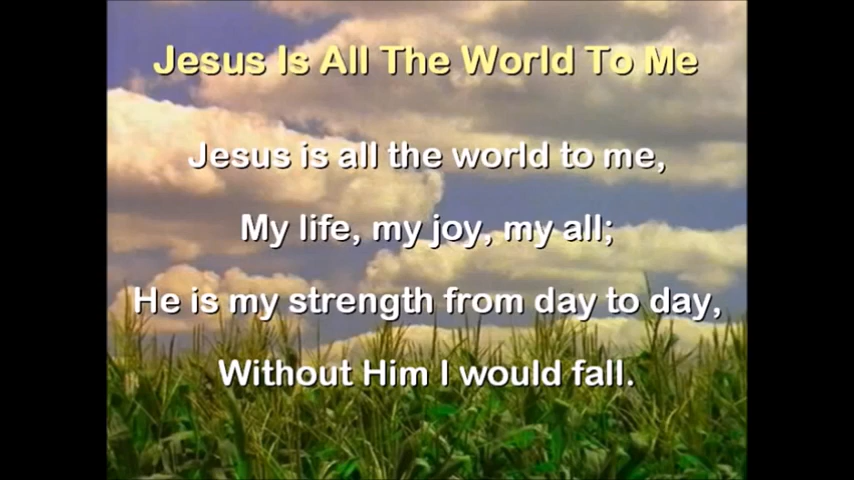 Jesus Is All The World To Me
Jesus is all the world to me,
My life, my joy, my all;
He is my strength from day to day,
Without Him I would fall.